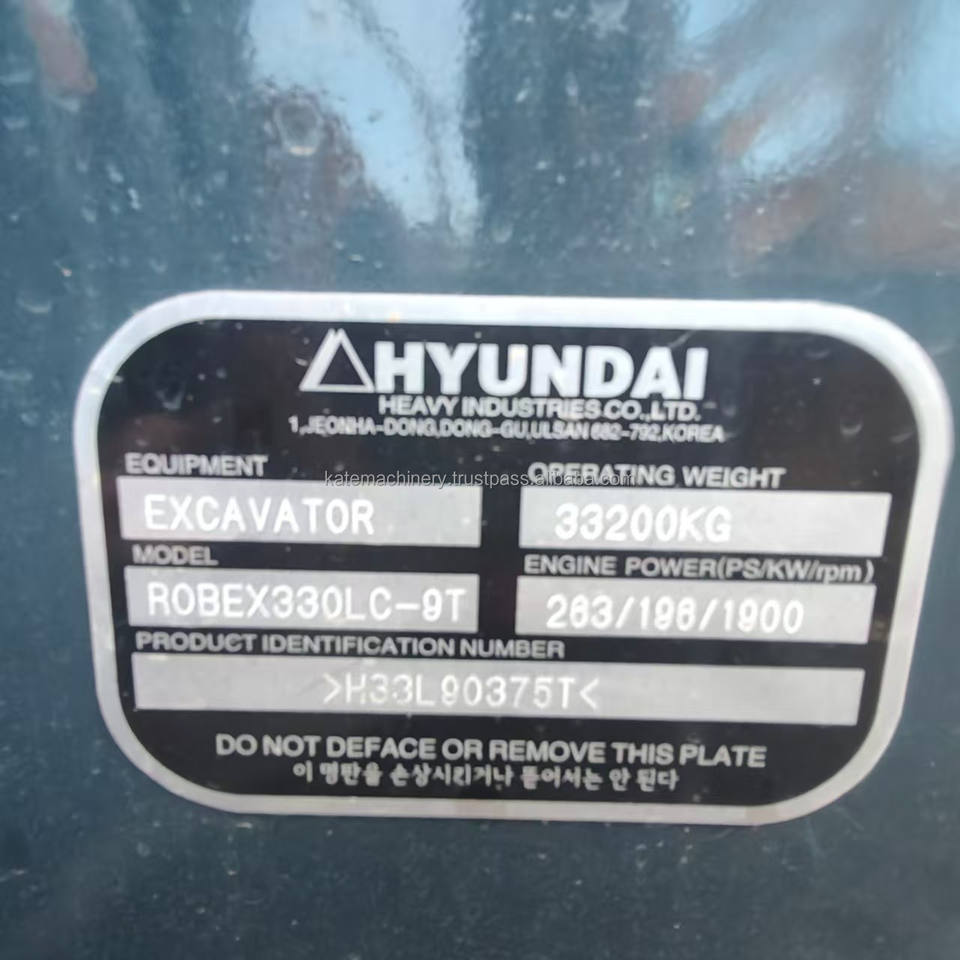 HYUNDAI
HEAVY INDUSTRIES CO., LTD.
1, JEONHA-DONG, DONG-GU, ULSAN 682-792, KOREA
EQUIPMENT
EXCAVATOR
OPERATING WEIGHT
33200KG
katemachinery.trustpass.alibaba.com
MODEL
ROBEX330LC-9T
ENGINE POWER(PS/KW/rpm)
263/196/1900
PRODUCT IDENTIFICATION NUMBER
>H33L90375T<
DO NOT DEFACE OR REMOVE THIS PLATE
이 명판을 손상시키거나 뜯어서는 안 된다